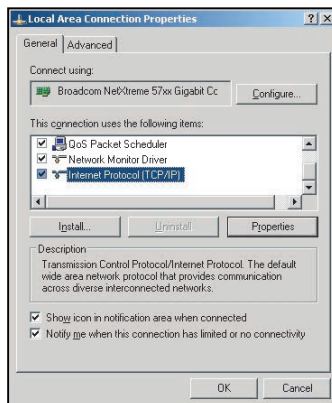 Local Area Connection Properties
General
Advanced
Connect using:
Broadcom NetXtreme 57xx Gigabit Cc
Configure...
This connection uses the following items:
QoS Packet Scheduler
Network Monitor Driver
Internet Protocol (TCP/IP)
Install...
Uninstall
Properties
Description
Transmission Control Protocol/Internet Protocol. The default
wide area network protocol that provides communication
across diverse interconnected networks.
Show icon in notification area when connected
Notify me when this connection has limited or no connectivity
OK
Cancel